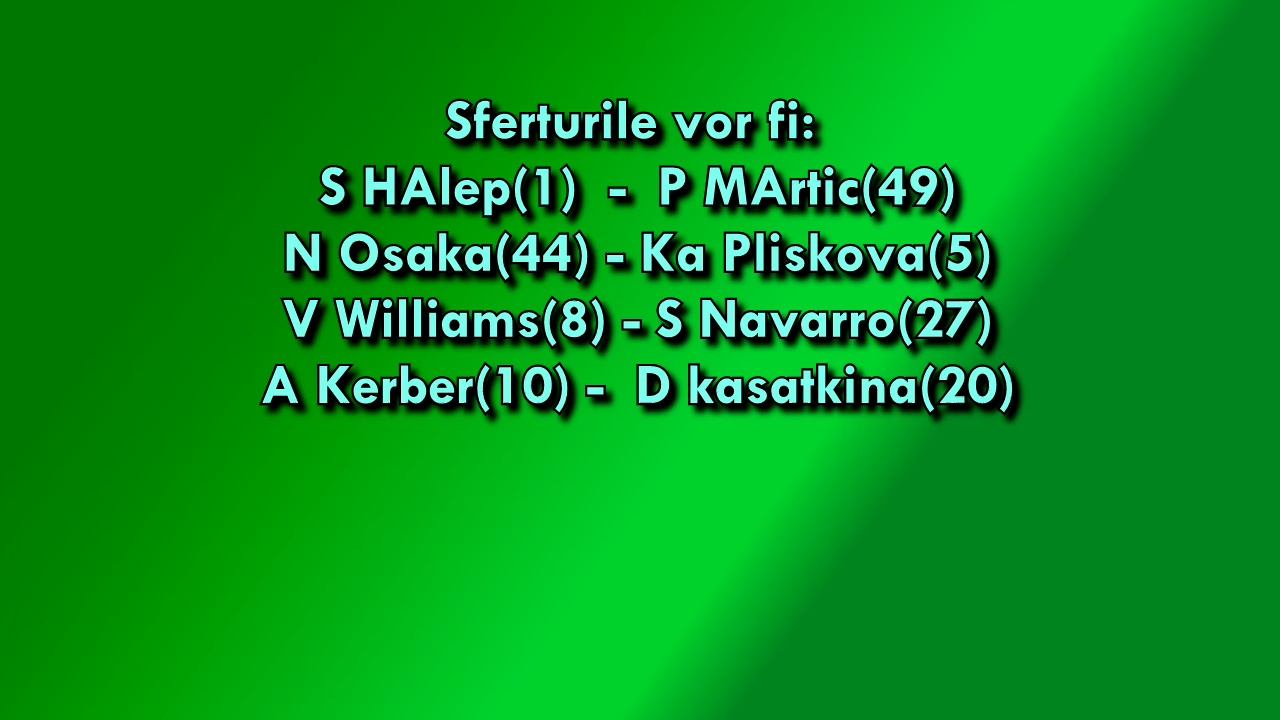 Sferturile vor fi:
S HAlep(1) - P MArtic(49)
N Osaka(44) - Ka Pliskova(5)
V Williams(8) - S Navarro(27)
A Kerber(10) - D kasatkina(20)